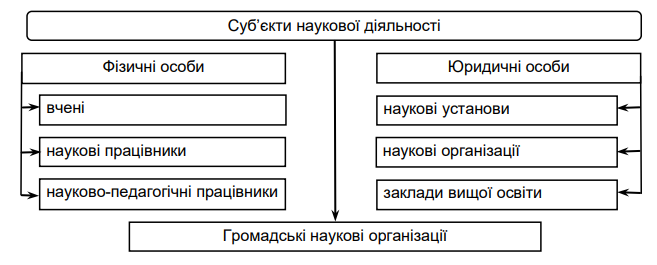 Суб’єкти наукової діяльності
Фізичні особи
вчені
наукові працівники
науково-педагогічні працівники
Юридичні особи
наукові установи
наукові організації
заклади вищої освіти
Громадські наукові організації